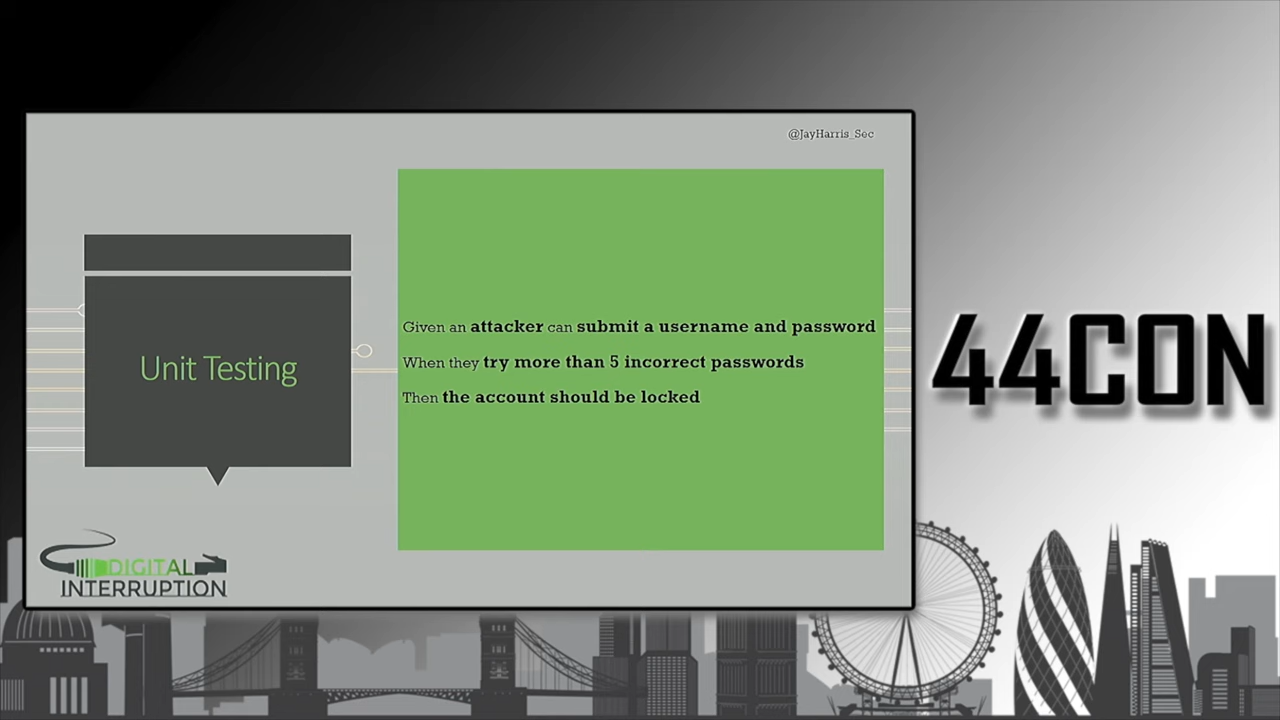 @JayHarris_Sec
Unit Testing
Given an attacker can submit a username and password
When they try more than 5 incorrect passwords
Then the account should be locked
DIGITAL
INTERRUPTION
44CON